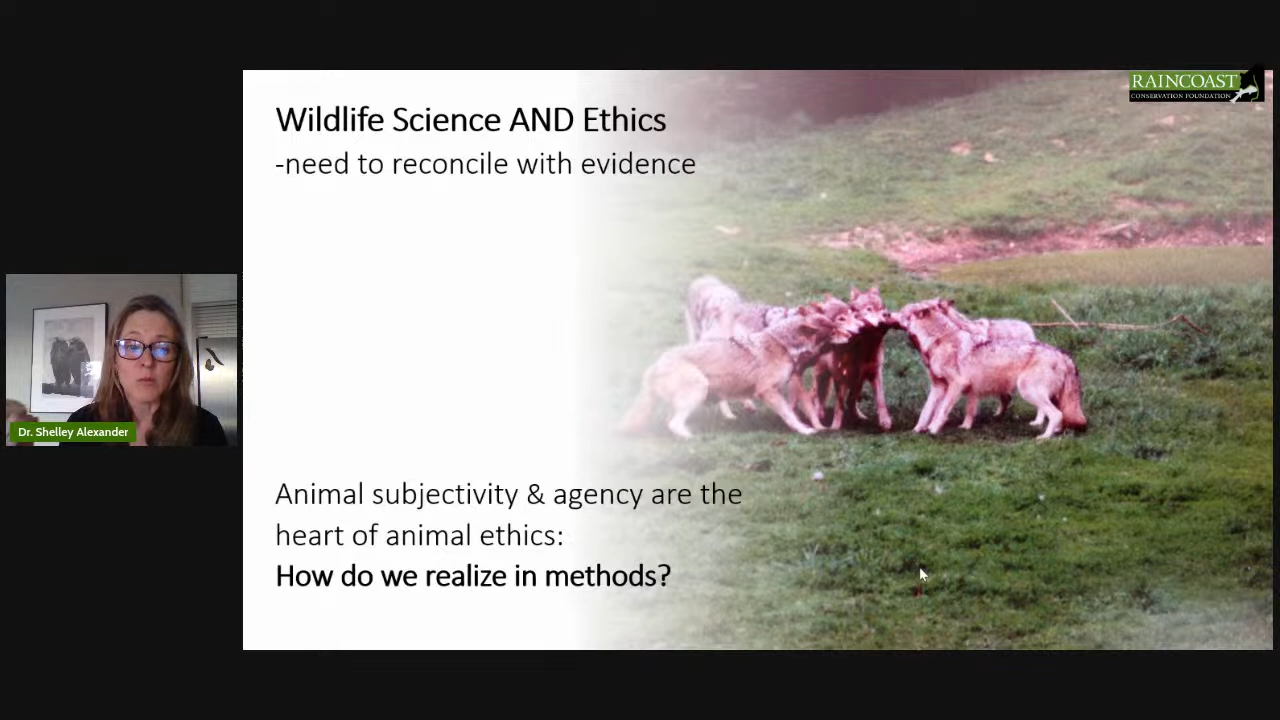 RAINCOAST
CONSERVATION FOUNDATION
Wildlife Science AND Ethics
-need to reconcile with evidence
Dr. Shelley Alexander
Animal subjectivity & agency are the
heart of animal ethics:
How do we realize in methods?